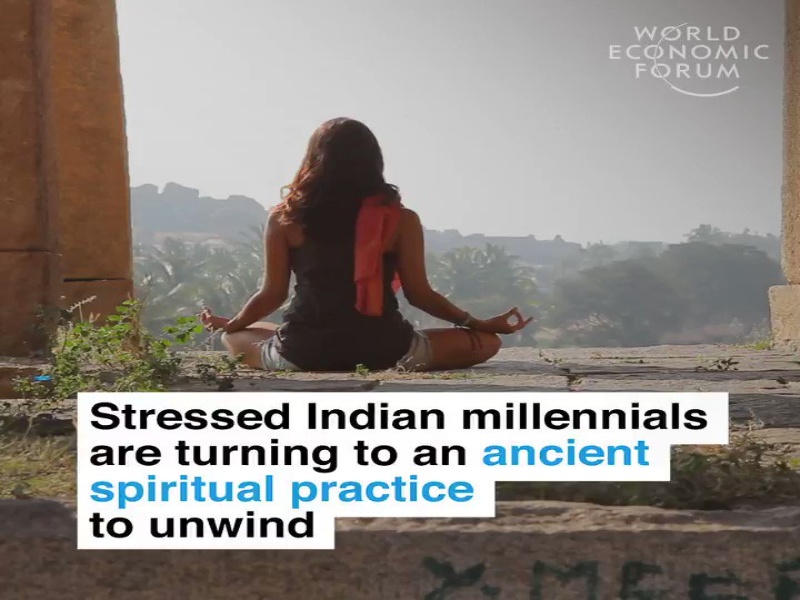 WORLD
ECONOMIC
FORUM
Stressed Indian millennials
are turning to an ancient
spiritual practice
to unwind